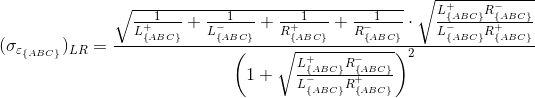 (\sigma_{\varepsilon_{\{ABC\}}})_{LR} = \frac{\sqrt{\frac{1}{L^+_{\{ABC\}}} + \frac{1}{L^-_{\{ABC\}}} + \frac{1}{R^+_{\{ABC\}}} + \frac{1}{R^-_{\{ABC\}}}} \cdot \sqrt{\frac{L^+_{\{ABC\}} R^-_{\{ABC\}}}{L^-_{\{ABC\}} R^+_{\{ABC\}}}}}{\left(1 + \sqrt{\frac{L^+_{\{ABC\}} R^-_{\{ABC\}}}{L^-_{\{ABC\}} R^+_{\{ABC\}}}}\right)^2}